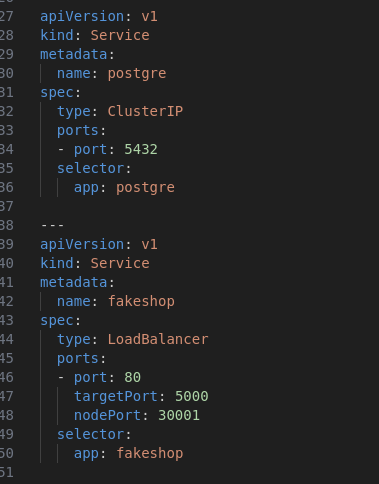 27 apiVersion: v1
28 kind: Service
29 metadata:
30   name: postgre
31 spec:
32   type: ClusterIP
33   ports:
34   - port: 5432
35   selector:
36     app: postgre
37
38 ---
39 apiVersion: v1
40 kind: Service
41 metadata:
42   name: fakeshop
43 spec:
44   type: LoadBalancer
45   ports:
46   - port: 80
47     targetPort: 5000
48     nodePort: 30001
49   selector:
50     app: fakeshop
51